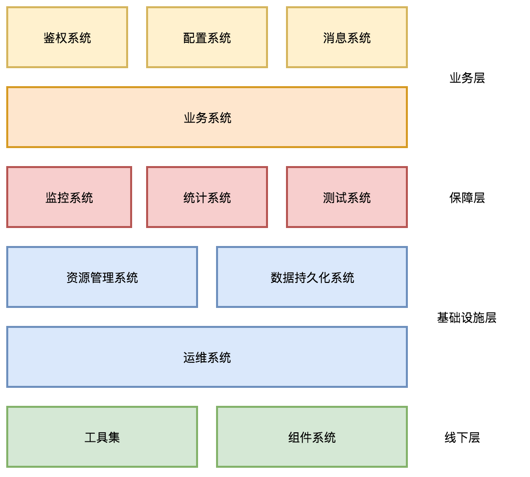 鉴权系统
配置系统
消息系统
业务层
业务系统
监控系统
统计系统
测试系统
保障层
资源管理系统
数据持久化系统
基础设施层
运维系统
工具集
组件系统
线下层